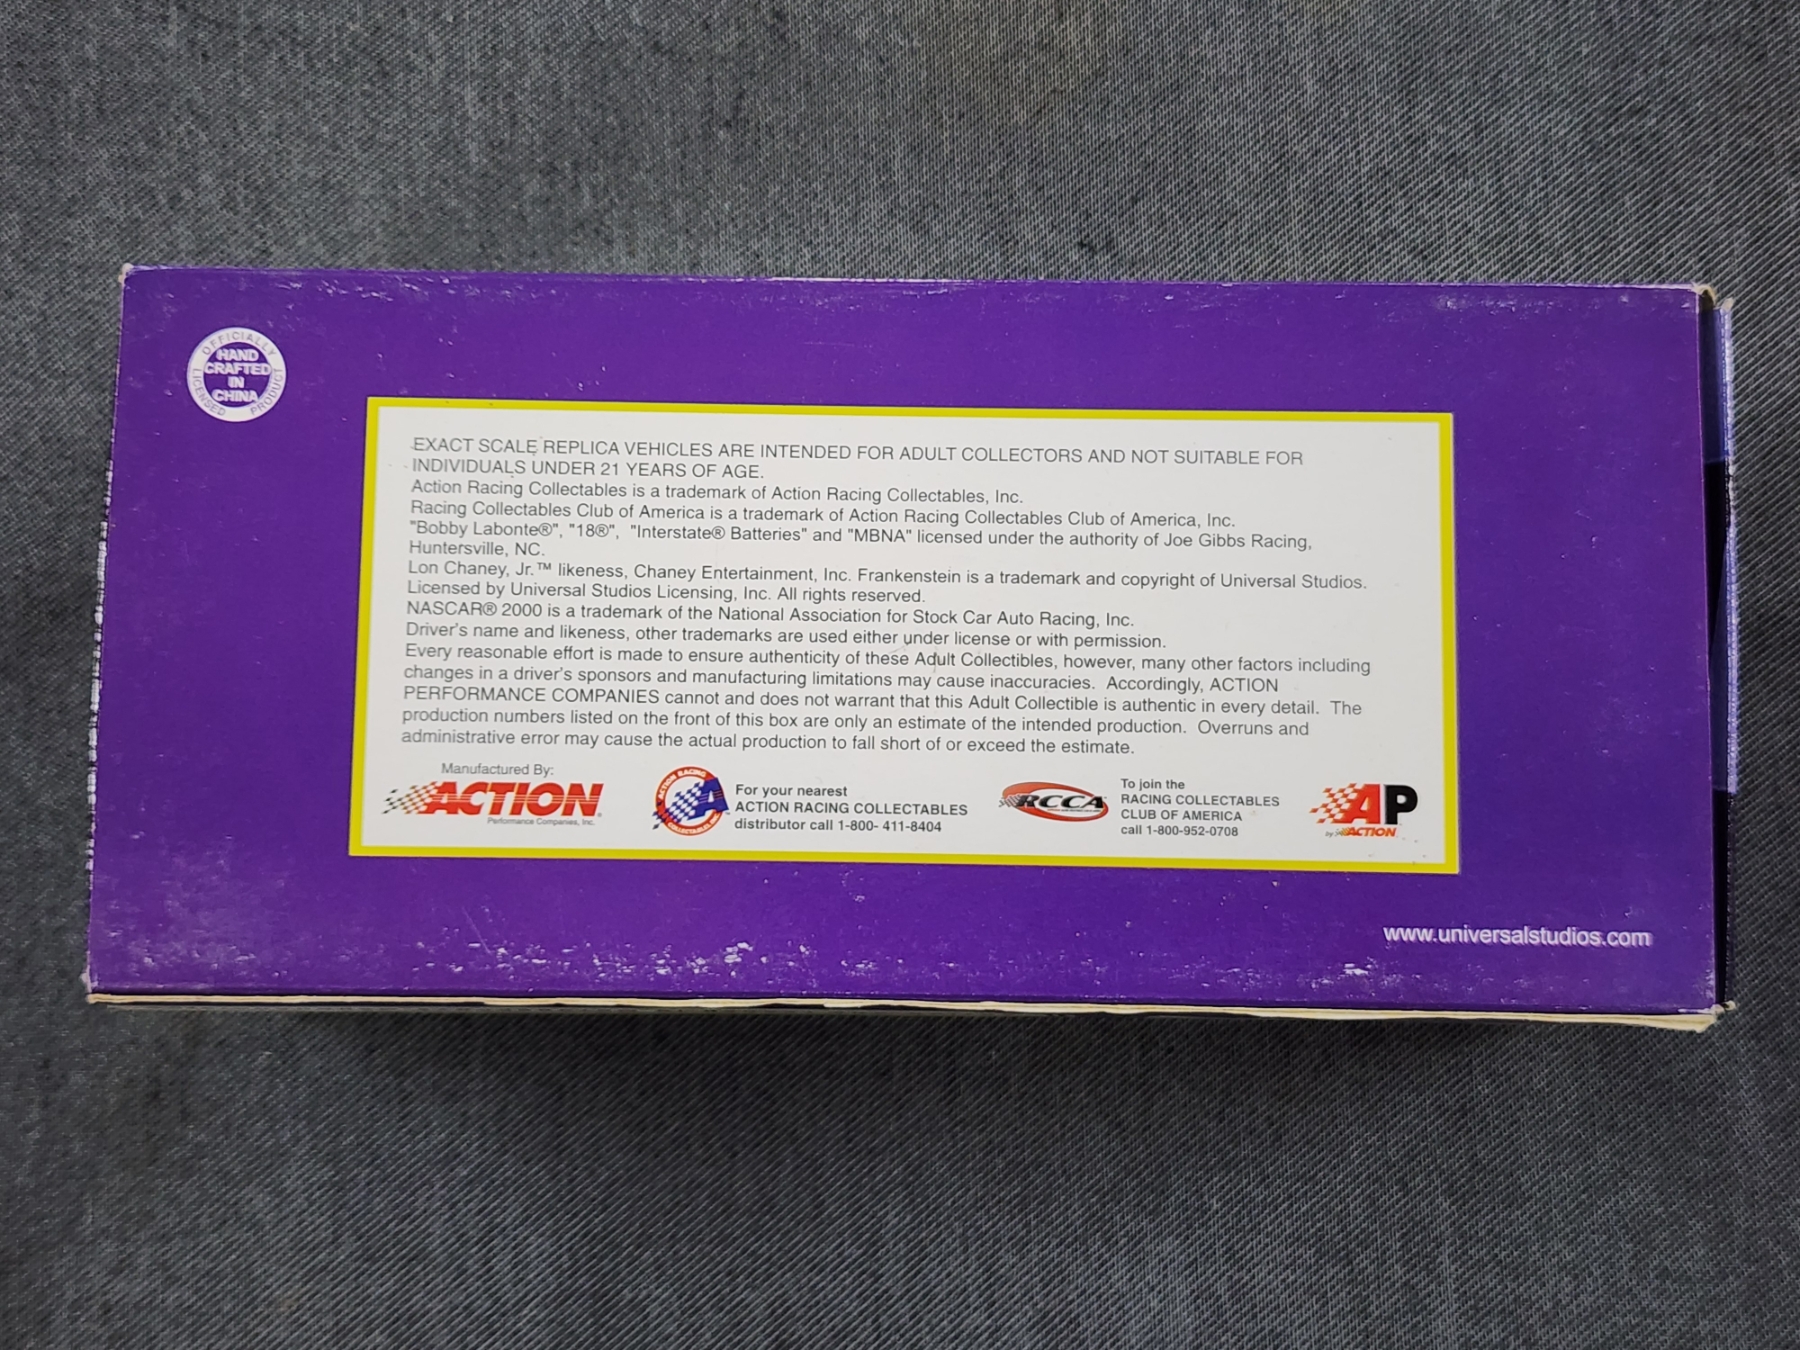 OFFICIALLY LICENSED PRODUCT
HAND
CRAFTED
IN
CHINA
EXACT SCALE REPLICA VEHICLES ARE INTENDED FOR ADULT COLLECTORS AND NOT SUITABLE FOR
INDIVIDUALS UNDER 21 YEARS OF AGE.
Action Racing Collectables is a trademark of Action Racing Collectables, Inc.
Racing Collectables Club of America is a trademark of Action Racing Collectables Club of America, Inc.
"Bobby Labonte®", "18®", "Interstate® Batteries" and "MBNA" licensed under the authority of Joe Gibbs Racing,
Huntersville, NC.
Lon Chaney, Jr.™ likeness, Chaney Entertainment, Inc. Frankenstein is a trademark and copyright of Universal Studios.
Licensed by Universal Studios Licensing, Inc. All rights reserved.
NASCAR® 2000 is a trademark of the National Association for Stock Car Auto Racing, Inc.
Driver's name and likeness, other trademarks are used either under license or with permission.
Every reasonable effort is made to ensure authenticity of these Adult Collectibles, however, many other factors including
changes in a driver's sponsors and manufacturing limitations may cause inaccuracies. Accordingly, ACTION
PERFORMANCE COMPANIES cannot and does not warrant that this Adult Collectible is authentic in every detail. The
production numbers listed on the front of this box are only an estimate of the intended production. Overruns and
administrative error may cause the actual production to fall short of or exceed the estimate.
Manufactured By:
ACTION
Performance Companies, Inc.
ACTION RACING
A
COLLECTABLES
For your nearest
ACTION RACING COLLECTABLES
distributor call 1-800- 411-8404
RCCA
To join the
RACING COLLECTABLES
CLUB OF AMERICA
call 1-800-952-0708
AP
by ACTION
www.universalstudios.com